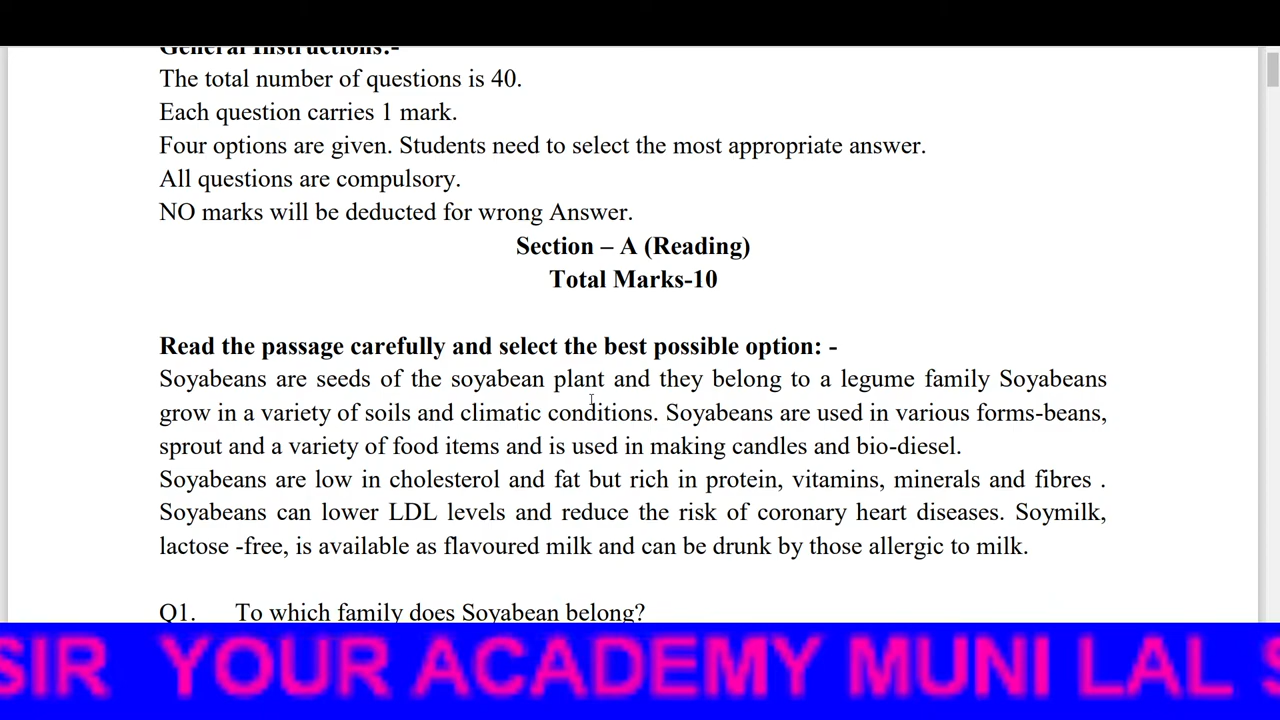 General Instructions:-
The total number of questions is 40.
Each question carries 1 mark.
Four options are given. Students need to select the most appropriate answer.
All questions are compulsory.
NO marks will be deducted for wrong Answer.
Section – A (Reading)
Total Marks-10
Read the passage carefully and select the best possible option: -
Soyabeans are seeds of the soyabean plant and they belong to a legume family Soyabeans
grow in a variety of soils and climatic conditions. Soyabeans are used in various forms-beans,
sprout and a variety of food items and is used in making candles and bio-diesel.
Soyabeans are low in cholesterol and fat but rich in protein, vitamins, minerals and fibres .
Soyabeans can lower LDL levels and reduce the risk of coronary heart diseases. Soymilk,
lactose -free, is available as flavoured milk and can be drunk by those allergic to milk.
Q1. To which family does Soyabean belong?
SIR YOUR ACADEMY MUNI LAL S